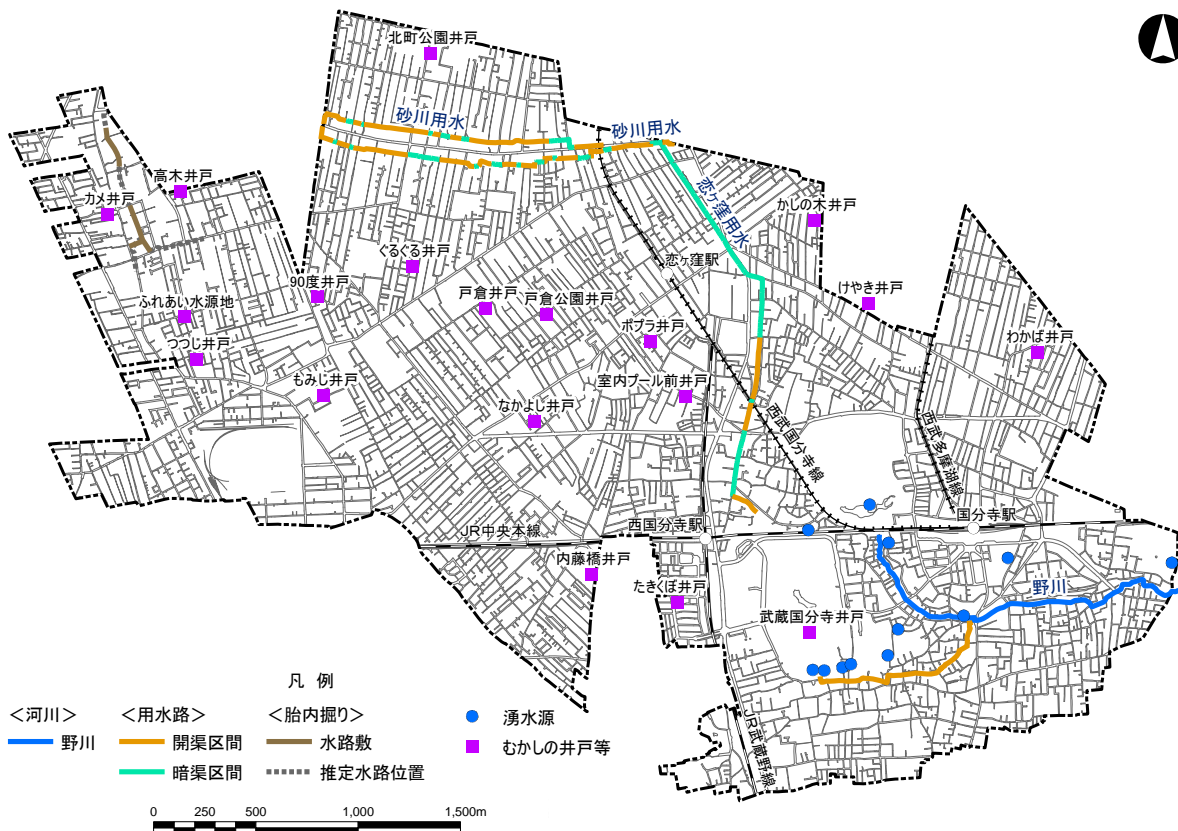 北町公園井戸
砂川用水
砂川用水
高木井戸
カメ井戸
恋ヶ窪用水
かしの木井戸
ぐるぐる井戸
恋ヶ窪駅
90度井戸
戸倉井戸
戸倉公園井戸
けやき井戸
ふれあい水源地
ポプラ井戸
わかば井戸
つつじ井戸
もみじ井戸
室内プール前井戸
なかよし井戸
西武国分寺線
西武多摩湖線
JR中央本線
西国分寺駅
国分寺駅
内藤橋井戸
たきくぼ井戸
野川
武蔵国分寺井戸
JR武蔵野線
凡 例
＜河川＞
＜用水路＞
＜胎内掘り＞
湧水源
野川
開渠区間
水路敷
むかしの井戸等
暗渠区間
推定水路位置
0 250 500 1,000 1,500m